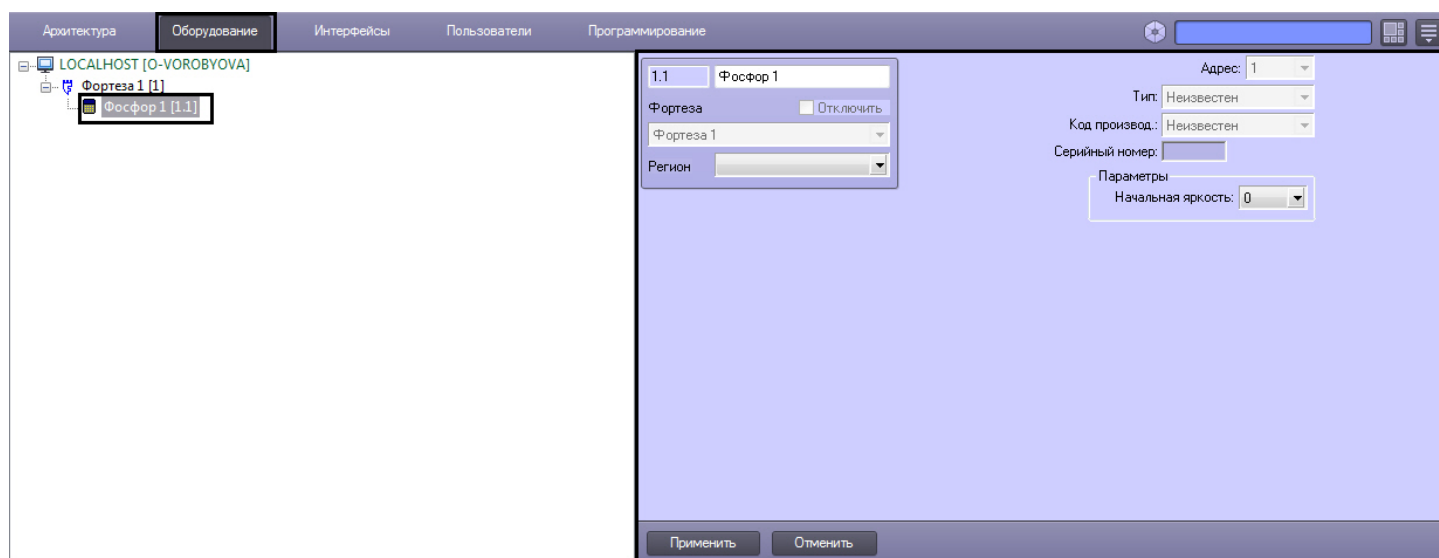 Архитектура Оборудование Интерфейсы Пользователи Программирование
LOCALHOST [O-VOROBYOVA]
Фортеза 1 [1]
Фосфор 1 [1.1]
1.1 Фосфор 1
Фортеза Отключить
Фортеза 1
Регион
Адрес: 1
Тип: Неизвестен
Код производ.: Неизвестен
Серийный номер:
Параметры
Начальная яркость: 0
Применить Отменить